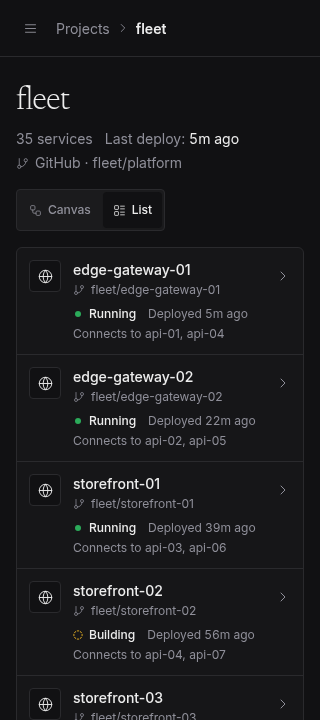 Projects > fleet
fleet
35 services Last deploy: 5m ago
GitHub · fleet/platform
Canvas List
edge-gateway-01
fleet/edge-gateway-01
Running Deployed 5m ago
Connects to api-01, api-04
edge-gateway-02
fleet/edge-gateway-02
Running Deployed 22m ago
Connects to api-02, api-05
storefront-01
fleet/storefront-01
Running Deployed 39m ago
Connects to api-03, api-06
storefront-02
fleet/storefront-02
Building Deployed 56m ago
Connects to api-04, api-07
storefront-03
fleet/storefront-03